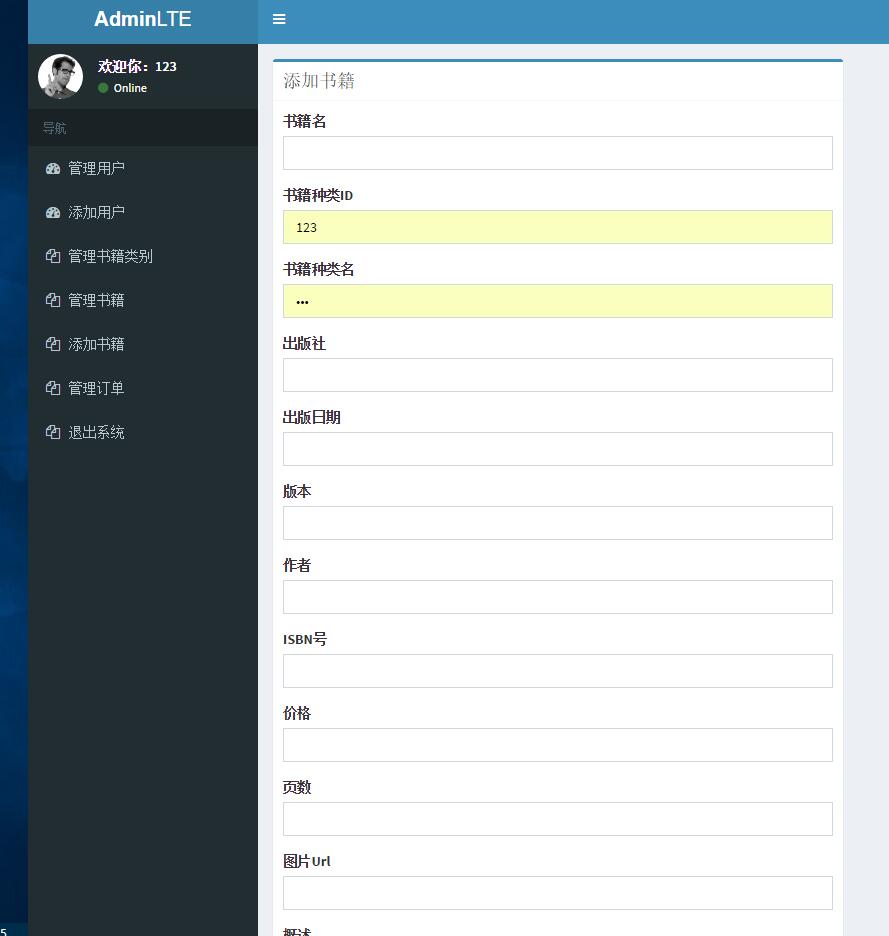 AdminLTE
欢迎你：123
Online
导航
管理用户
添加用户
管理书籍类别
管理书籍
添加书籍
管理订单
退出系统
添加书籍
书籍名
书籍种类ID
123
书籍种类名
•••
出版社
出版日期
版本
作者
ISBN号
价格
页数
图片Url
概述
5